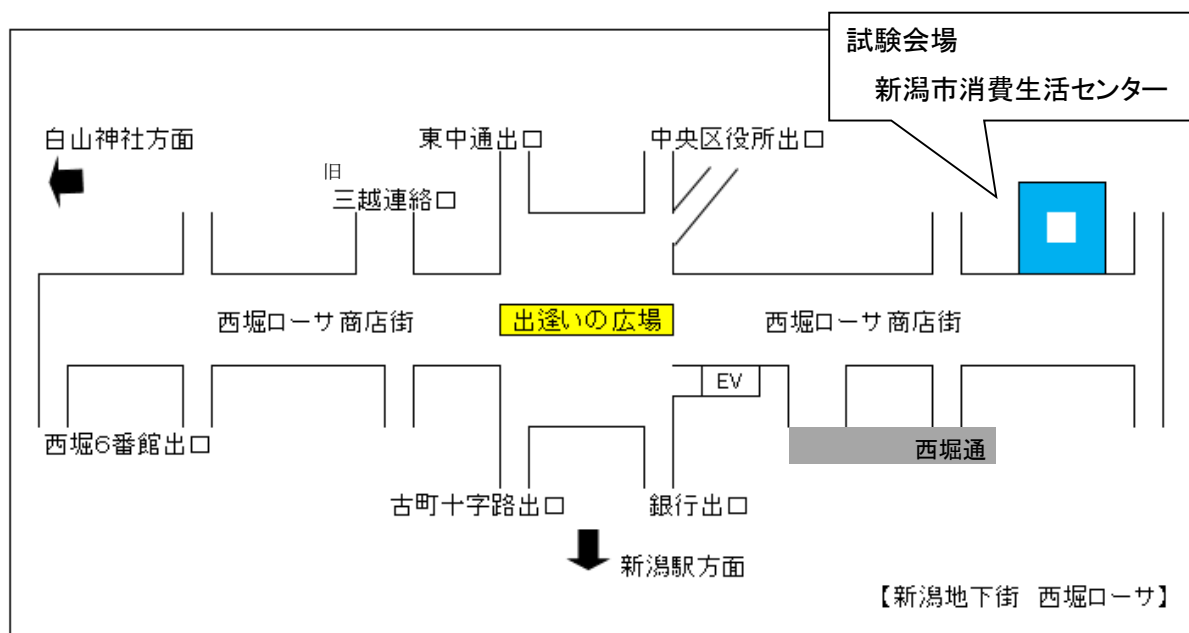 試験会場
新潟市消費生活センター
白山神社方面
東中通出口
中央区役所出口
旧
三越連絡口
西堀ローサ商店街
出逢いの広場
西堀ローサ商店街
EV
西堀6番館出口
西堀通
古町十字路出口
銀行出口
新潟駅方面
【新潟地下街　西堀ローサ】